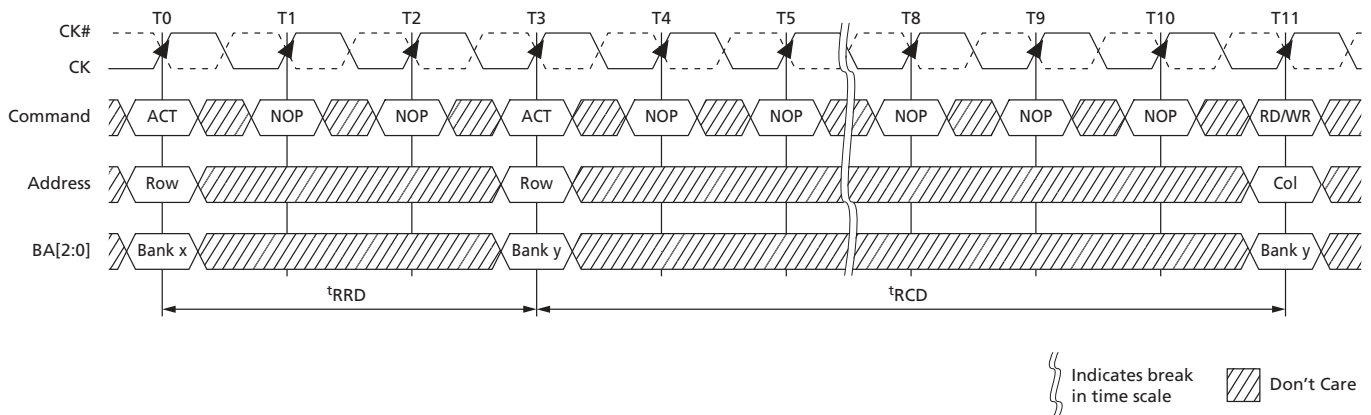 T0 T1 T2 T3 T4 T5 T8 T9 T10 T11
CK#
CK
Command ACT NOP NOP ACT NOP NOP NOP NOP NOP RD/WR
Address Row Row Col
BA[2:0] Bank x Bank y Bank y
tRRD tRCD
Indicates break
in time scale
Don't Care